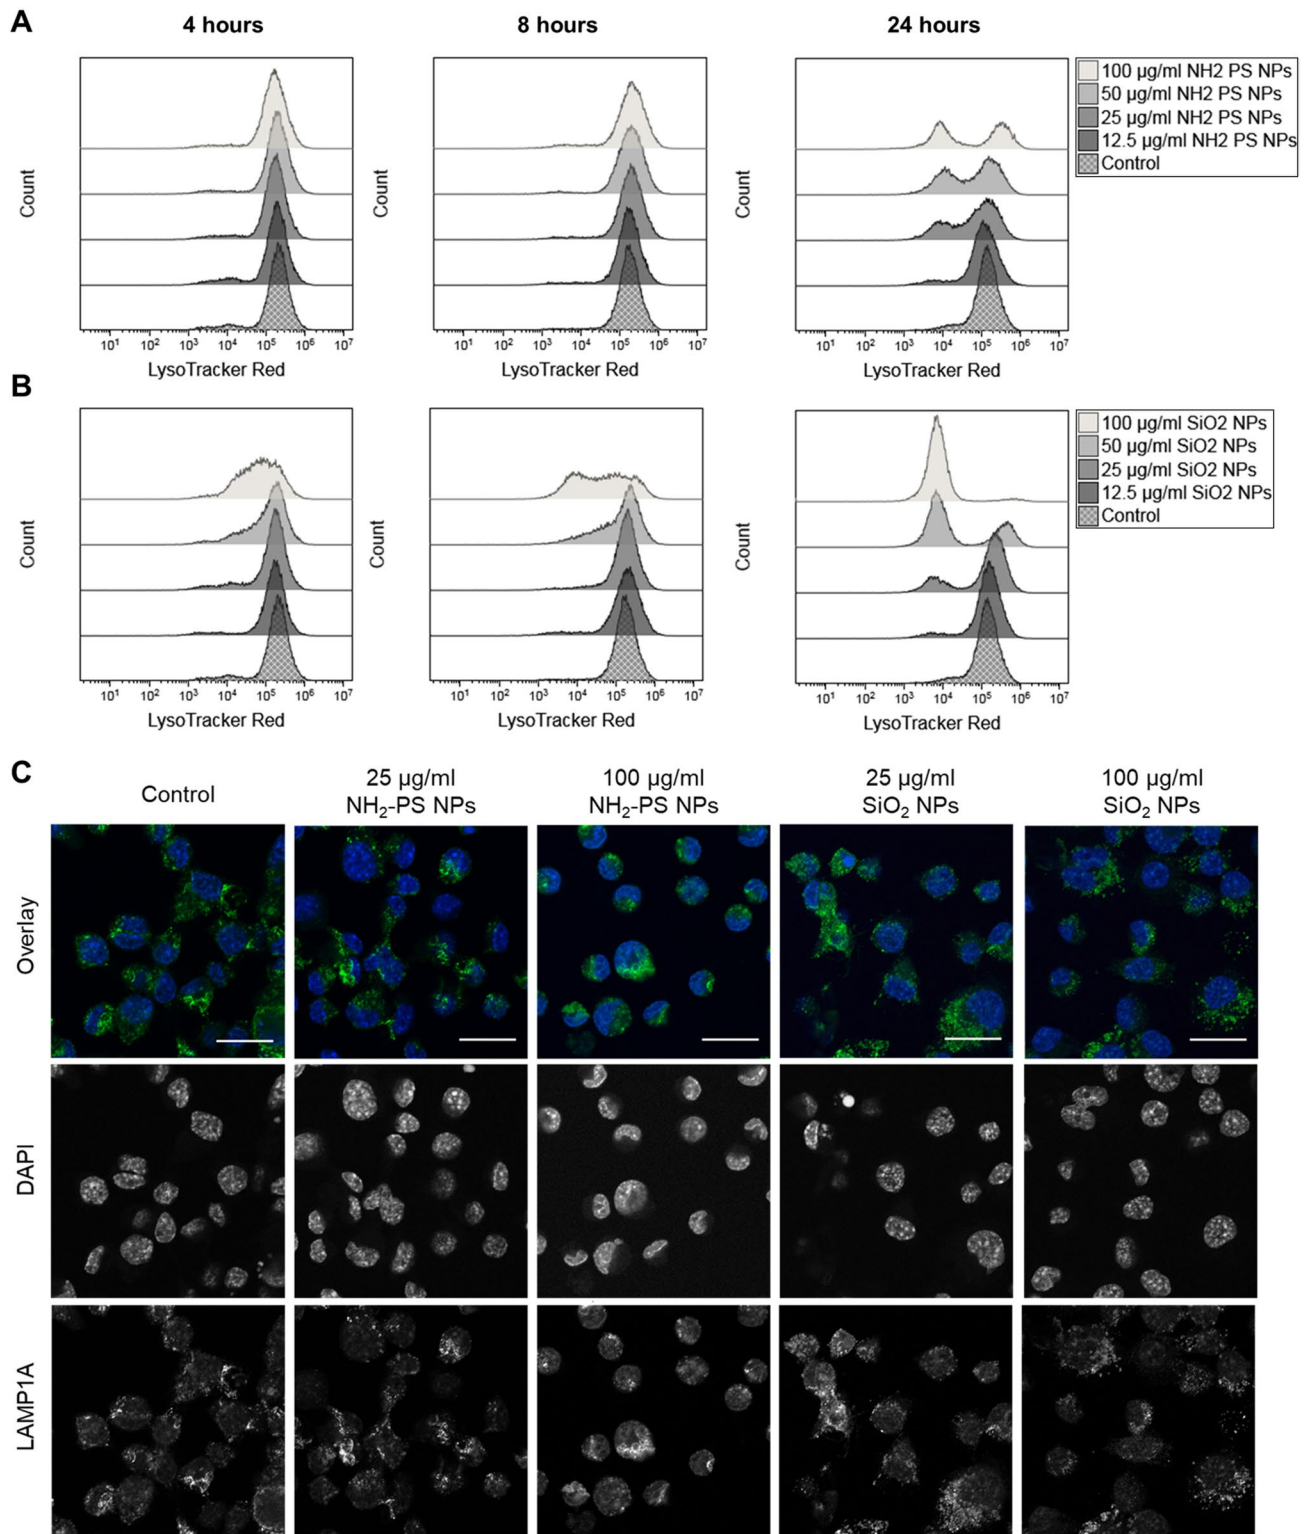 A
4 hours
8 hours
24 hours
Count
Count
Count
100 µg/ml NH2 PS NPs
50 µg/ml NH2 PS NPs
25 µg/ml NH2 PS NPs
12.5 µg/ml NH2 PS NPs
Control
10¹ 10² 10³ 10⁴ 10⁵ 10⁶ 10⁷
10¹ 10² 10³ 10⁴ 10⁵ 10⁶ 10⁷
10¹ 10² 10³ 10⁴ 10⁵ 10⁶ 10⁷
LysoTracker Red
LysoTracker Red
LysoTracker Red
B
Count
Count
Count
100 µg/ml SiO2 NPs
50 µg/ml SiO2 NPs
25 µg/ml SiO2 NPs
12.5 µg/ml SiO2 NPs
Control
10¹ 10² 10³ 10⁴ 10⁵ 10⁶ 10⁷
10¹ 10² 10³ 10⁴ 10⁵ 10⁶ 10⁷
10¹ 10² 10³ 10⁴ 10⁵ 10⁶ 10⁷
LysoTracker Red
LysoTracker Red
LysoTracker Red
C
Control
25 µg/ml
NH₂-PS NPs
100 µg/ml
NH₂-PS NPs
25 µg/ml
SiO₂ NPs
100 µg/ml
SiO₂ NPs
Overlay
DAPI
LAMP1A